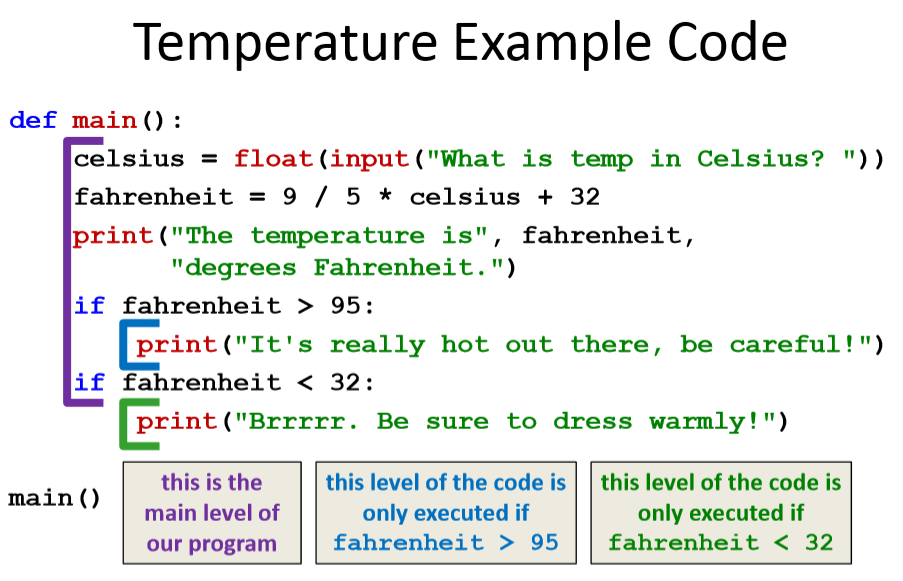 Temperature Example Code
def main():
celsius = float(input("What is temp in Celsius? "))
fahrenheit = 9 / 5 * celsius + 32
print("The temperature is", fahrenheit,
"degrees Fahrenheit.")
if fahrenheit > 95:
print("It's really hot out there, be careful!")
if fahrenheit < 32:
print("Brrrrr. Be sure to dress warmly!")
main()
this is the
main level of
our program
this level of the code is
only executed if
fahrenheit > 95
this level of the code is
only executed if
fahrenheit < 32